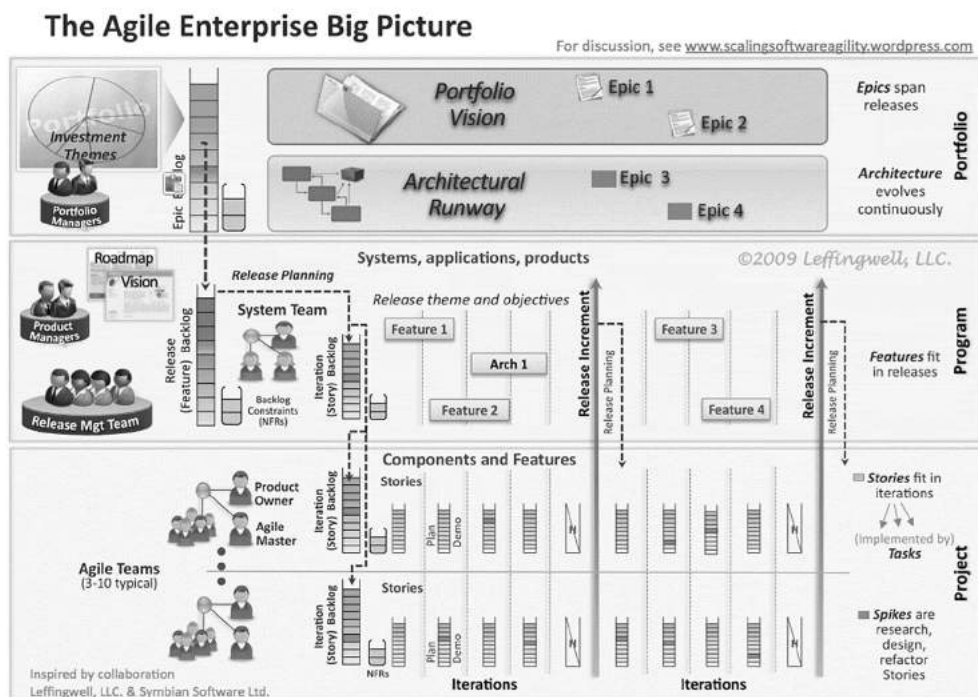 The Agile Enterprise Big Picture
For discussion, see www.scalingsoftwareagility.wordpress.com
Portfolio
Investment
Themes
Portfolio
Managers
Epic Backlog
Portfolio
Vision
Epic 1
Epic 2
Epics span
releases
Architectural
Runway
Epic 3
Epic 4
Architecture
evolves
continuously
Portfolio
Roadmap
Vision
Product
Managers
Release Mgt Team
Release
(Feature) Backlog
Release Planning
System Team
Backlog
Constraints
(NFRs)
Iteration
(Story) Backlog
Systems, applications, products
©2009 Leffingwell, LLC.
Release theme and objectives
Feature 1
Arch 1
Feature 2
Release Increment
Release Planning
Feature 3
Feature 4
Release Increment
Release Planning
Features fit
in releases
Program
Components and Features
Product
Owner
Agile
Master
Agile Teams
(3-10 typical)
Iteration
(Story) Backlog
Stories
Plan
Demo
H
Stories
H
H
Stories fit in
iterations
(Implemented by)
Tasks
Project
Iteration
(Story) Backlog
NFRs
Stories
Plan
Demo
H
H
Spikes are
research,
design,
refactor
Stories
Iterations
Iterations
Inspired by collaboration
Leffingwell, LLC. & Symbian Software Ltd.